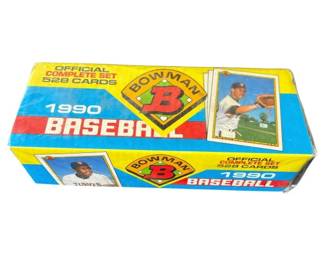 OFFICIAL
COMPLETE SET
528 CARDS
BOWMAN
B
1990
BASEBALL
BOWMAN
B
OFFICIAL
COMPLETE SET
528 CARDS
1990
BASEBALL